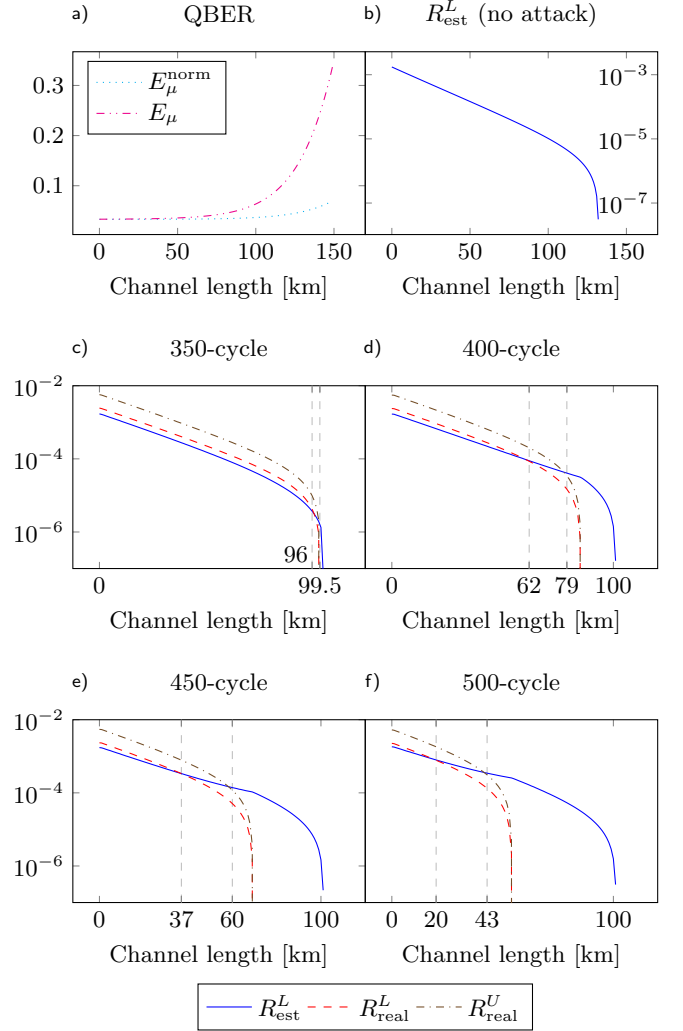 a) QBER
b) R^L_est (no attack)
0.3
0.2
0.1
E^norm_μ
E_μ
10^−3
10^−5
10^−7
0 50 100 150
0 50 100 150
Channel length [km]
Channel length [km]
c) 350-cycle
d) 400-cycle
10^−2
10^−4
10^−6
96
0 99.5
0 62 79 100
Channel length [km]
Channel length [km]
e) 450-cycle
f) 500-cycle
10^−2
10^−4
10^−6
0 37 60 100
0 20 43 100
Channel length [km]
Channel length [km]
R^L_est R^L_real R^U_real